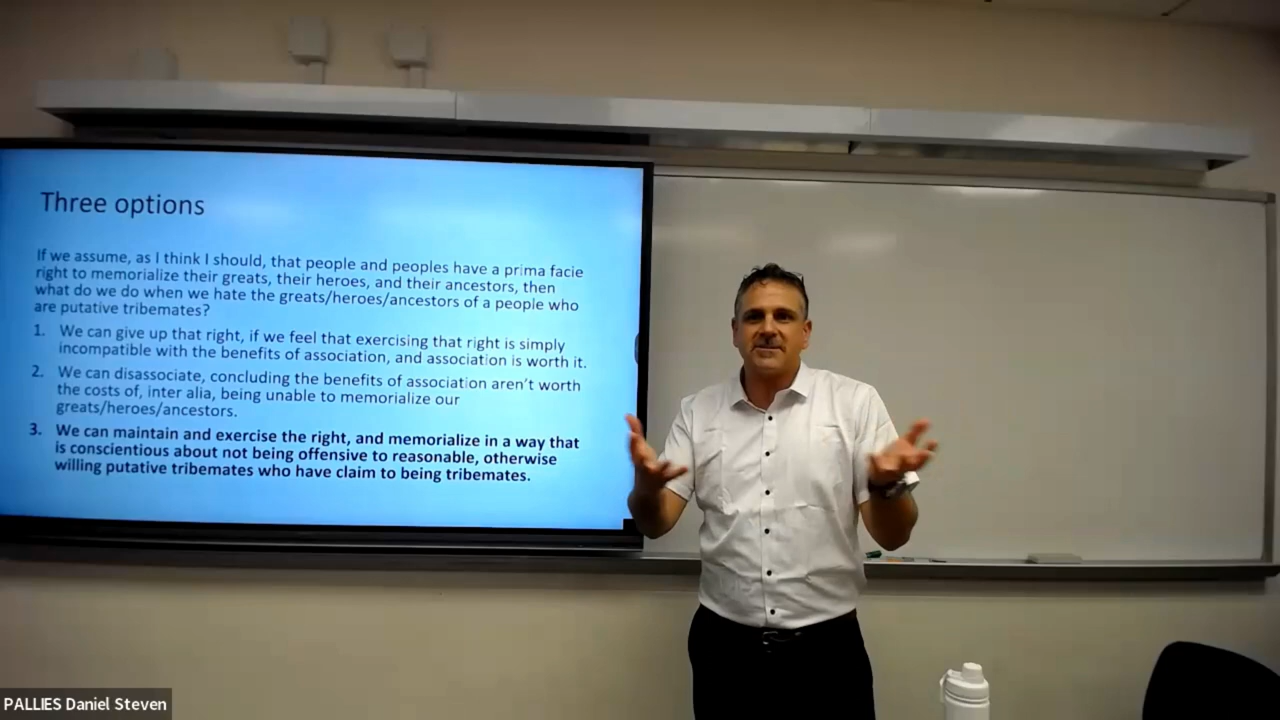 Three options
If we assume, as I think I should, that people and peoples have a prima facie
right to memorialize their greats, their heroes, and their ancestors, then
what do we do when we hate the greats/heroes/ancestors of a people who
are putative tribemates?
1. We can give up that right, if we feel that exercising that right is simply
incompatible with the benefits of association, and association is worth it.
2. We can disassociate, concluding the benefits of association aren't worth
the costs of, inter alia, being unable to memorialize our
greats/heroes/ancestors.
3. We can maintain and exercise the right, and memorialize in a way that
is conscientious about not being offensive to reasonable, otherwise
willing putative tribemates who have claim to being tribemates.
PALLIES Daniel Steven